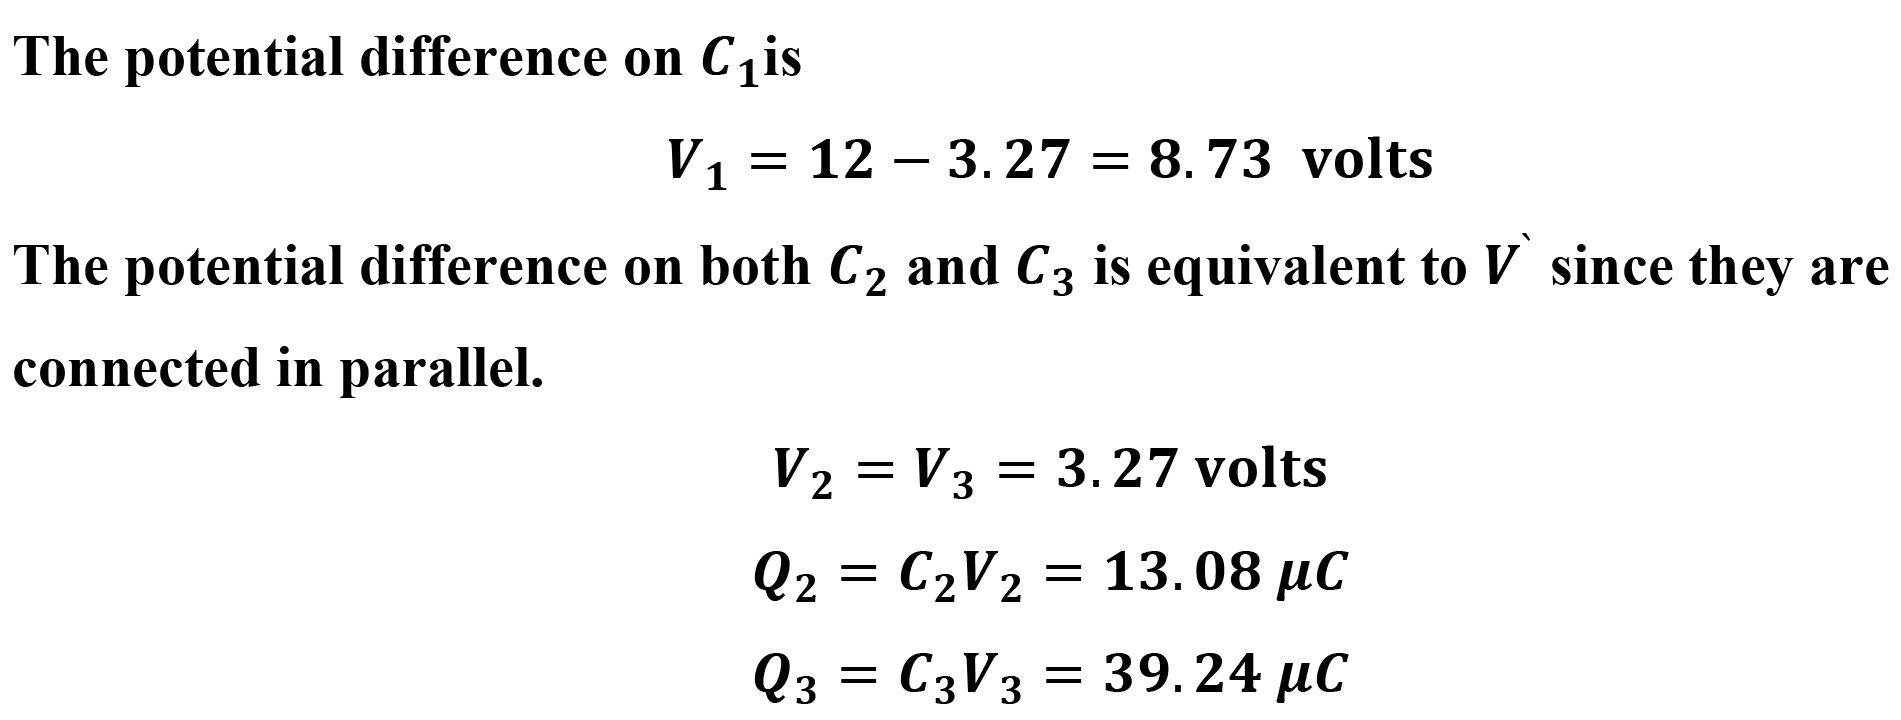 The potential difference on C₁ is
V₁ = 12 − 3.27 = 8.73 volts
The potential difference on both C₂ and C₃ is equivalent to V` since they are
connected in parallel.
V₂ = V₃ = 3.27 volts
Q₂ = C₂V₂ = 13.08 μC
Q₃ = C₃V₃ = 39.24 μC